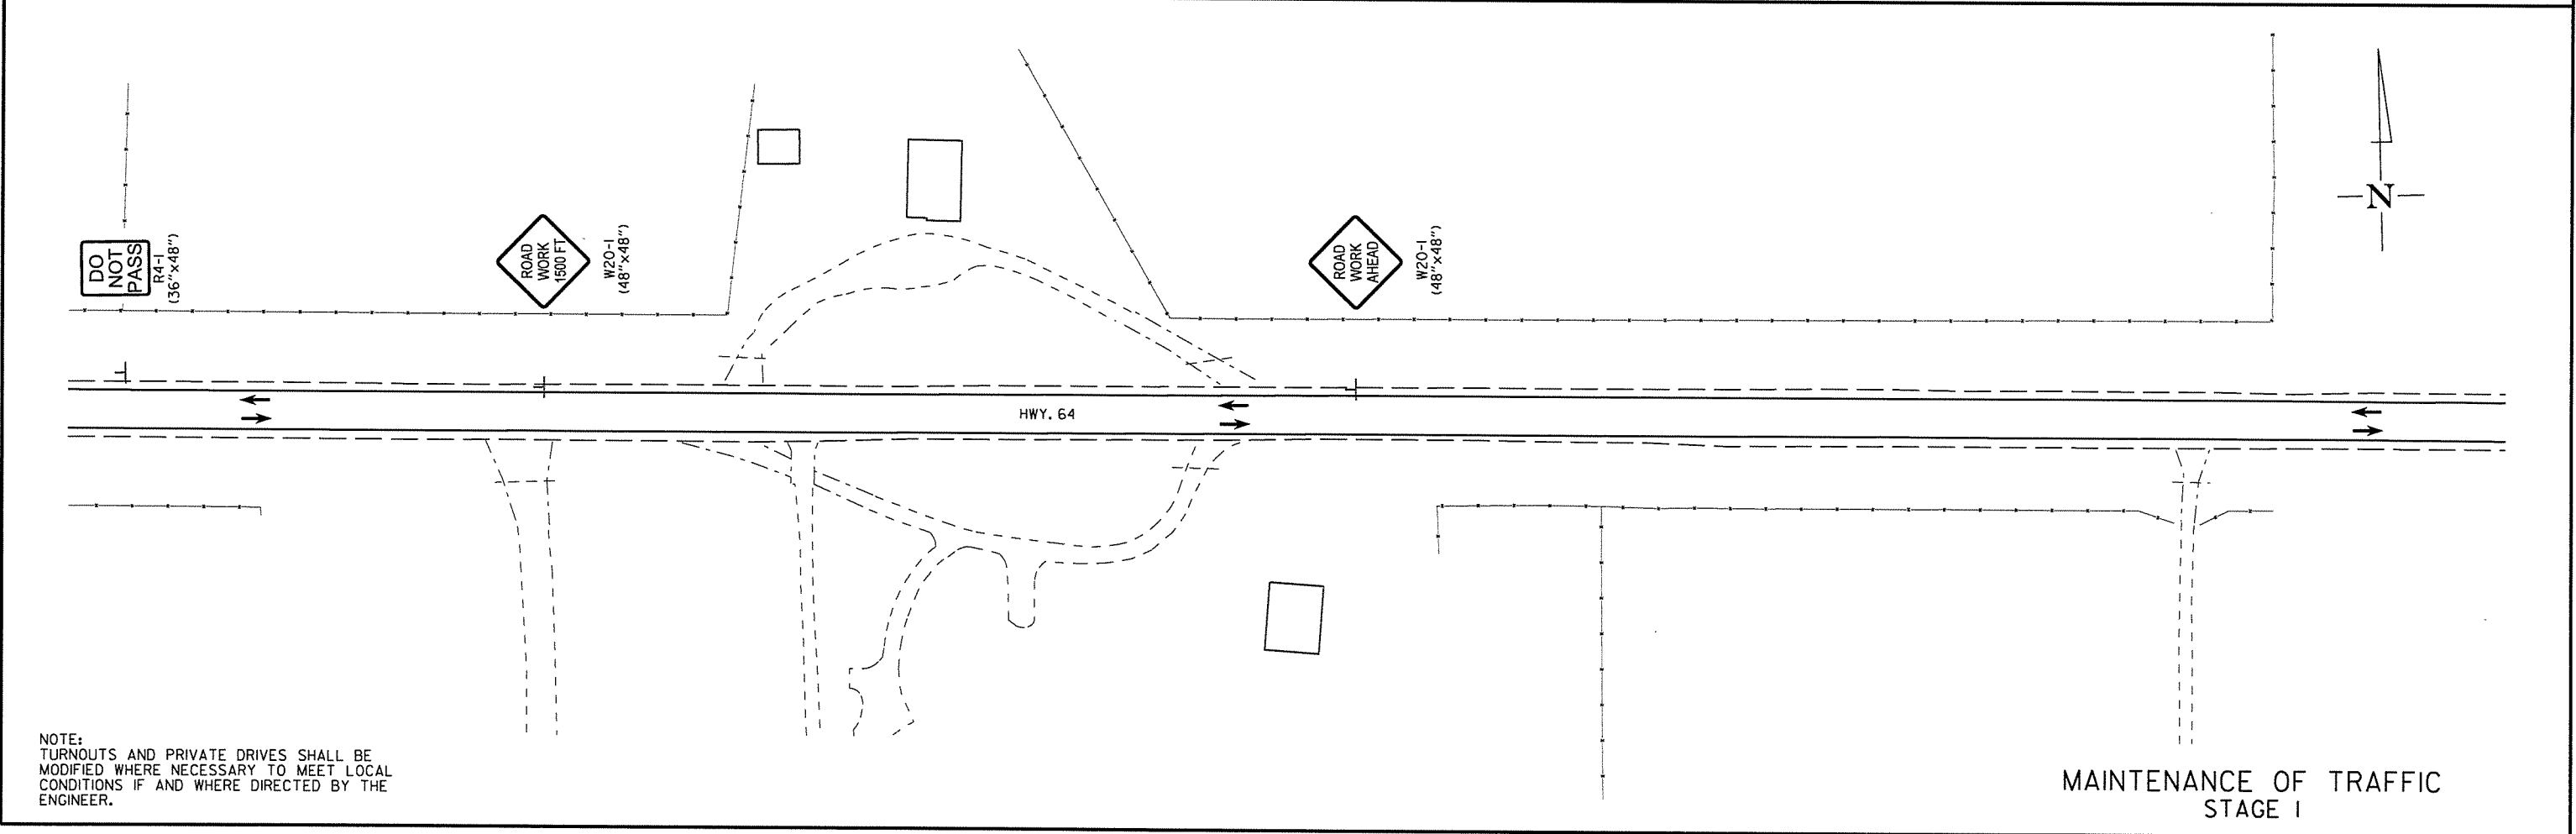 DO
NOT
PASS
R4-1
(36"x48")
ROAD
WORK
1500 FT
W20-1
(48"x48")
ROAD
WORK
AHEAD
W20-1
(48"x48")
N
HWY. 64
NOTE:
TURNOUTS AND PRIVATE DRIVES SHALL BE
MODIFIED WHERE NECESSARY TO MEET LOCAL
CONDITIONS IF AND WHERE DIRECTED BY THE
ENGINEER.
MAINTENANCE OF TRAFFIC
STAGE 1